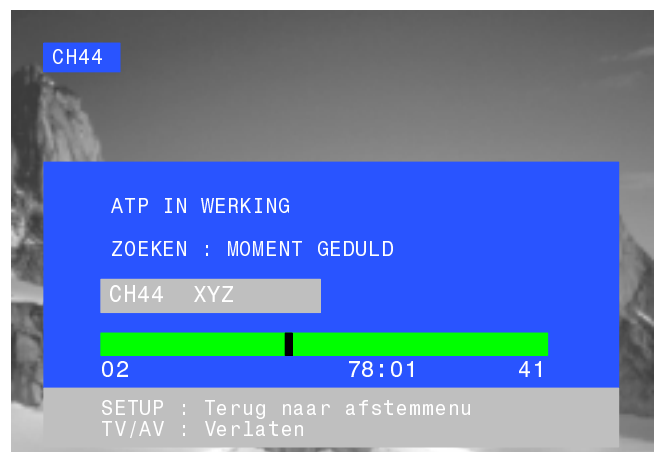 CH44
ATP IN WERKING
ZOEKEN : MOMENT GEDULD
CH44 XYZ
02 78:01 41
SETUP : Terug naar afstemmenu
TV/AV : Verlaten